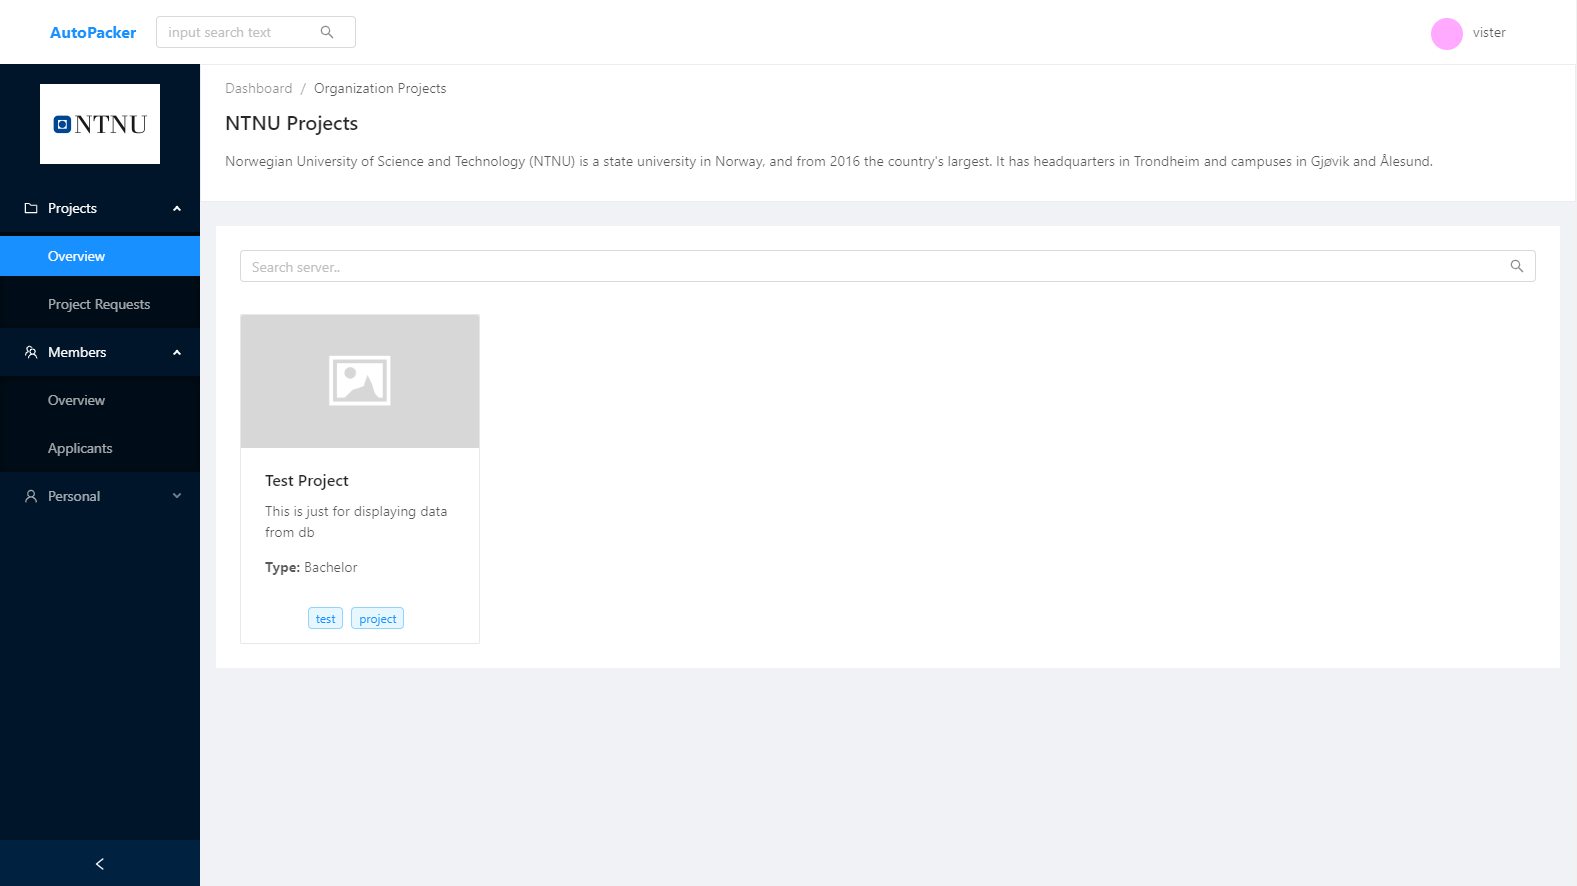 AutoPacker
input search text
vister
NTNU
Projects
Overview
Project Requests
Members
Overview
Applicants
Personal
Dashboard / Organization Projects
NTNU Projects
Norwegian University of Science and Technology (NTNU) is a state university in Norway, and from 2016 the country's largest. It has headquarters in Trondheim and campuses in Gjøvik and Ålesund.
Search server..
Test Project
This is just for displaying data
from db
Type: Bachelor
test project